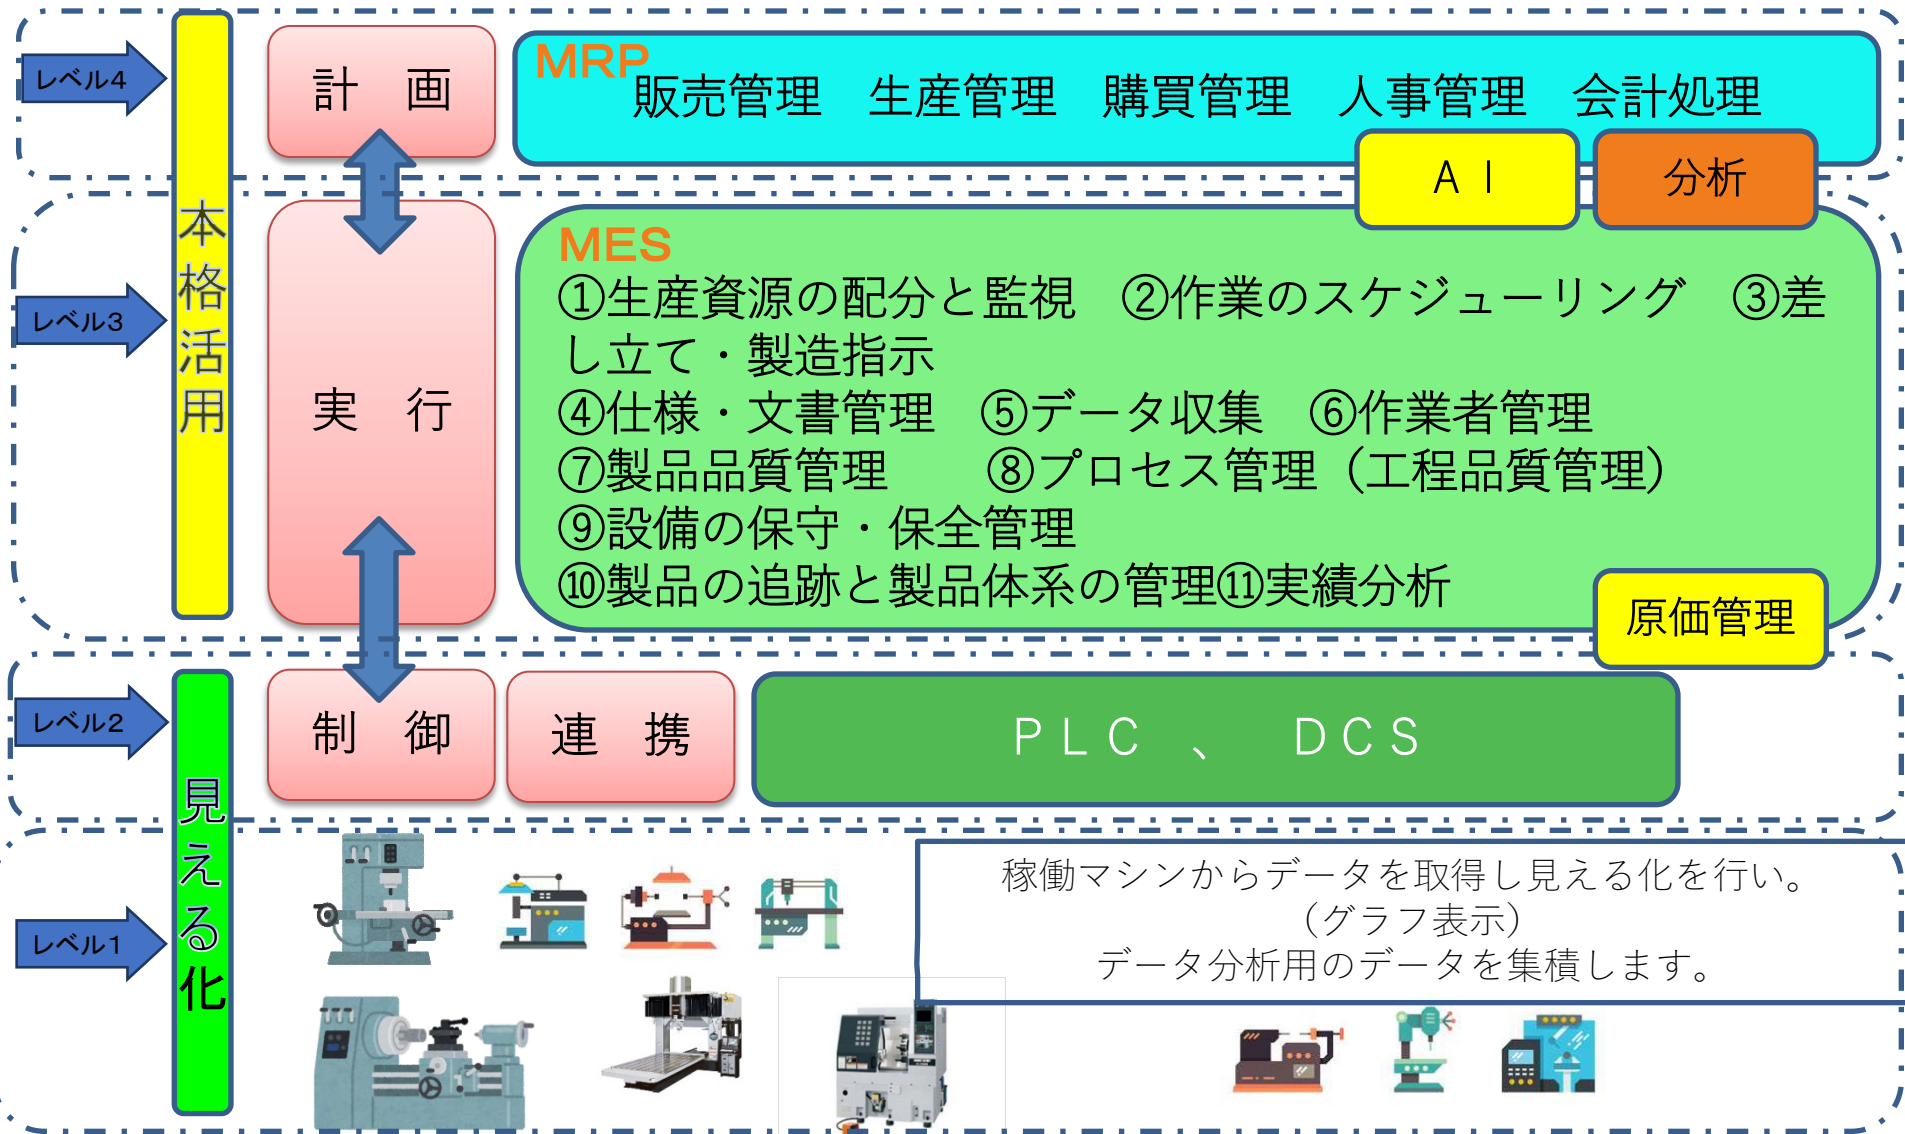 レベル4
計　画
MRP
販売管理　生産管理　購買管理　人事管理　会計処理
ＡＩ
分析
本格活用
レベル3
実　行
MES
①生産資源の配分と監視　②作業のスケジューリング　③差
し立て・製造指示
④仕様・文書管理　⑤データ収集　⑥作業者管理
⑦製品品質管理　　⑧プロセス管理（工程品質管理）
⑨設備の保守・保全管理
⑩製品の追跡と製品体系の管理⑪実績分析
原価管理
レベル2
制　御
連　携
ＰＬＣ　、　ＤＣＳ
見える化
レベル1
稼働マシンからデータを取得し見える化を行い。
（グラフ表示）
データ分析用のデータを集積します。